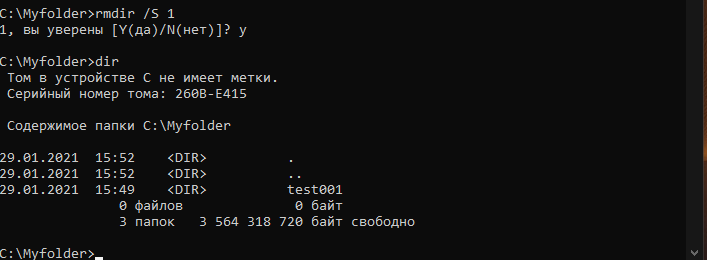 C:\Myfolder>rmdir /S 1
1, вы уверены [Y(да)/N(нет)]? y
C:\Myfolder>dir
Том в устройстве C не имеет метки.
Серийный номер тома: 260B-E415
Содержимое папки C:\Myfolder
29.01.2021  15:52    <DIR>          .
29.01.2021  15:52    <DIR>          ..
29.01.2021  15:49    <DIR>          test001
0 файлов              0 байт
3 папок   3 564 318 720 байт свободно
C:\Myfolder>